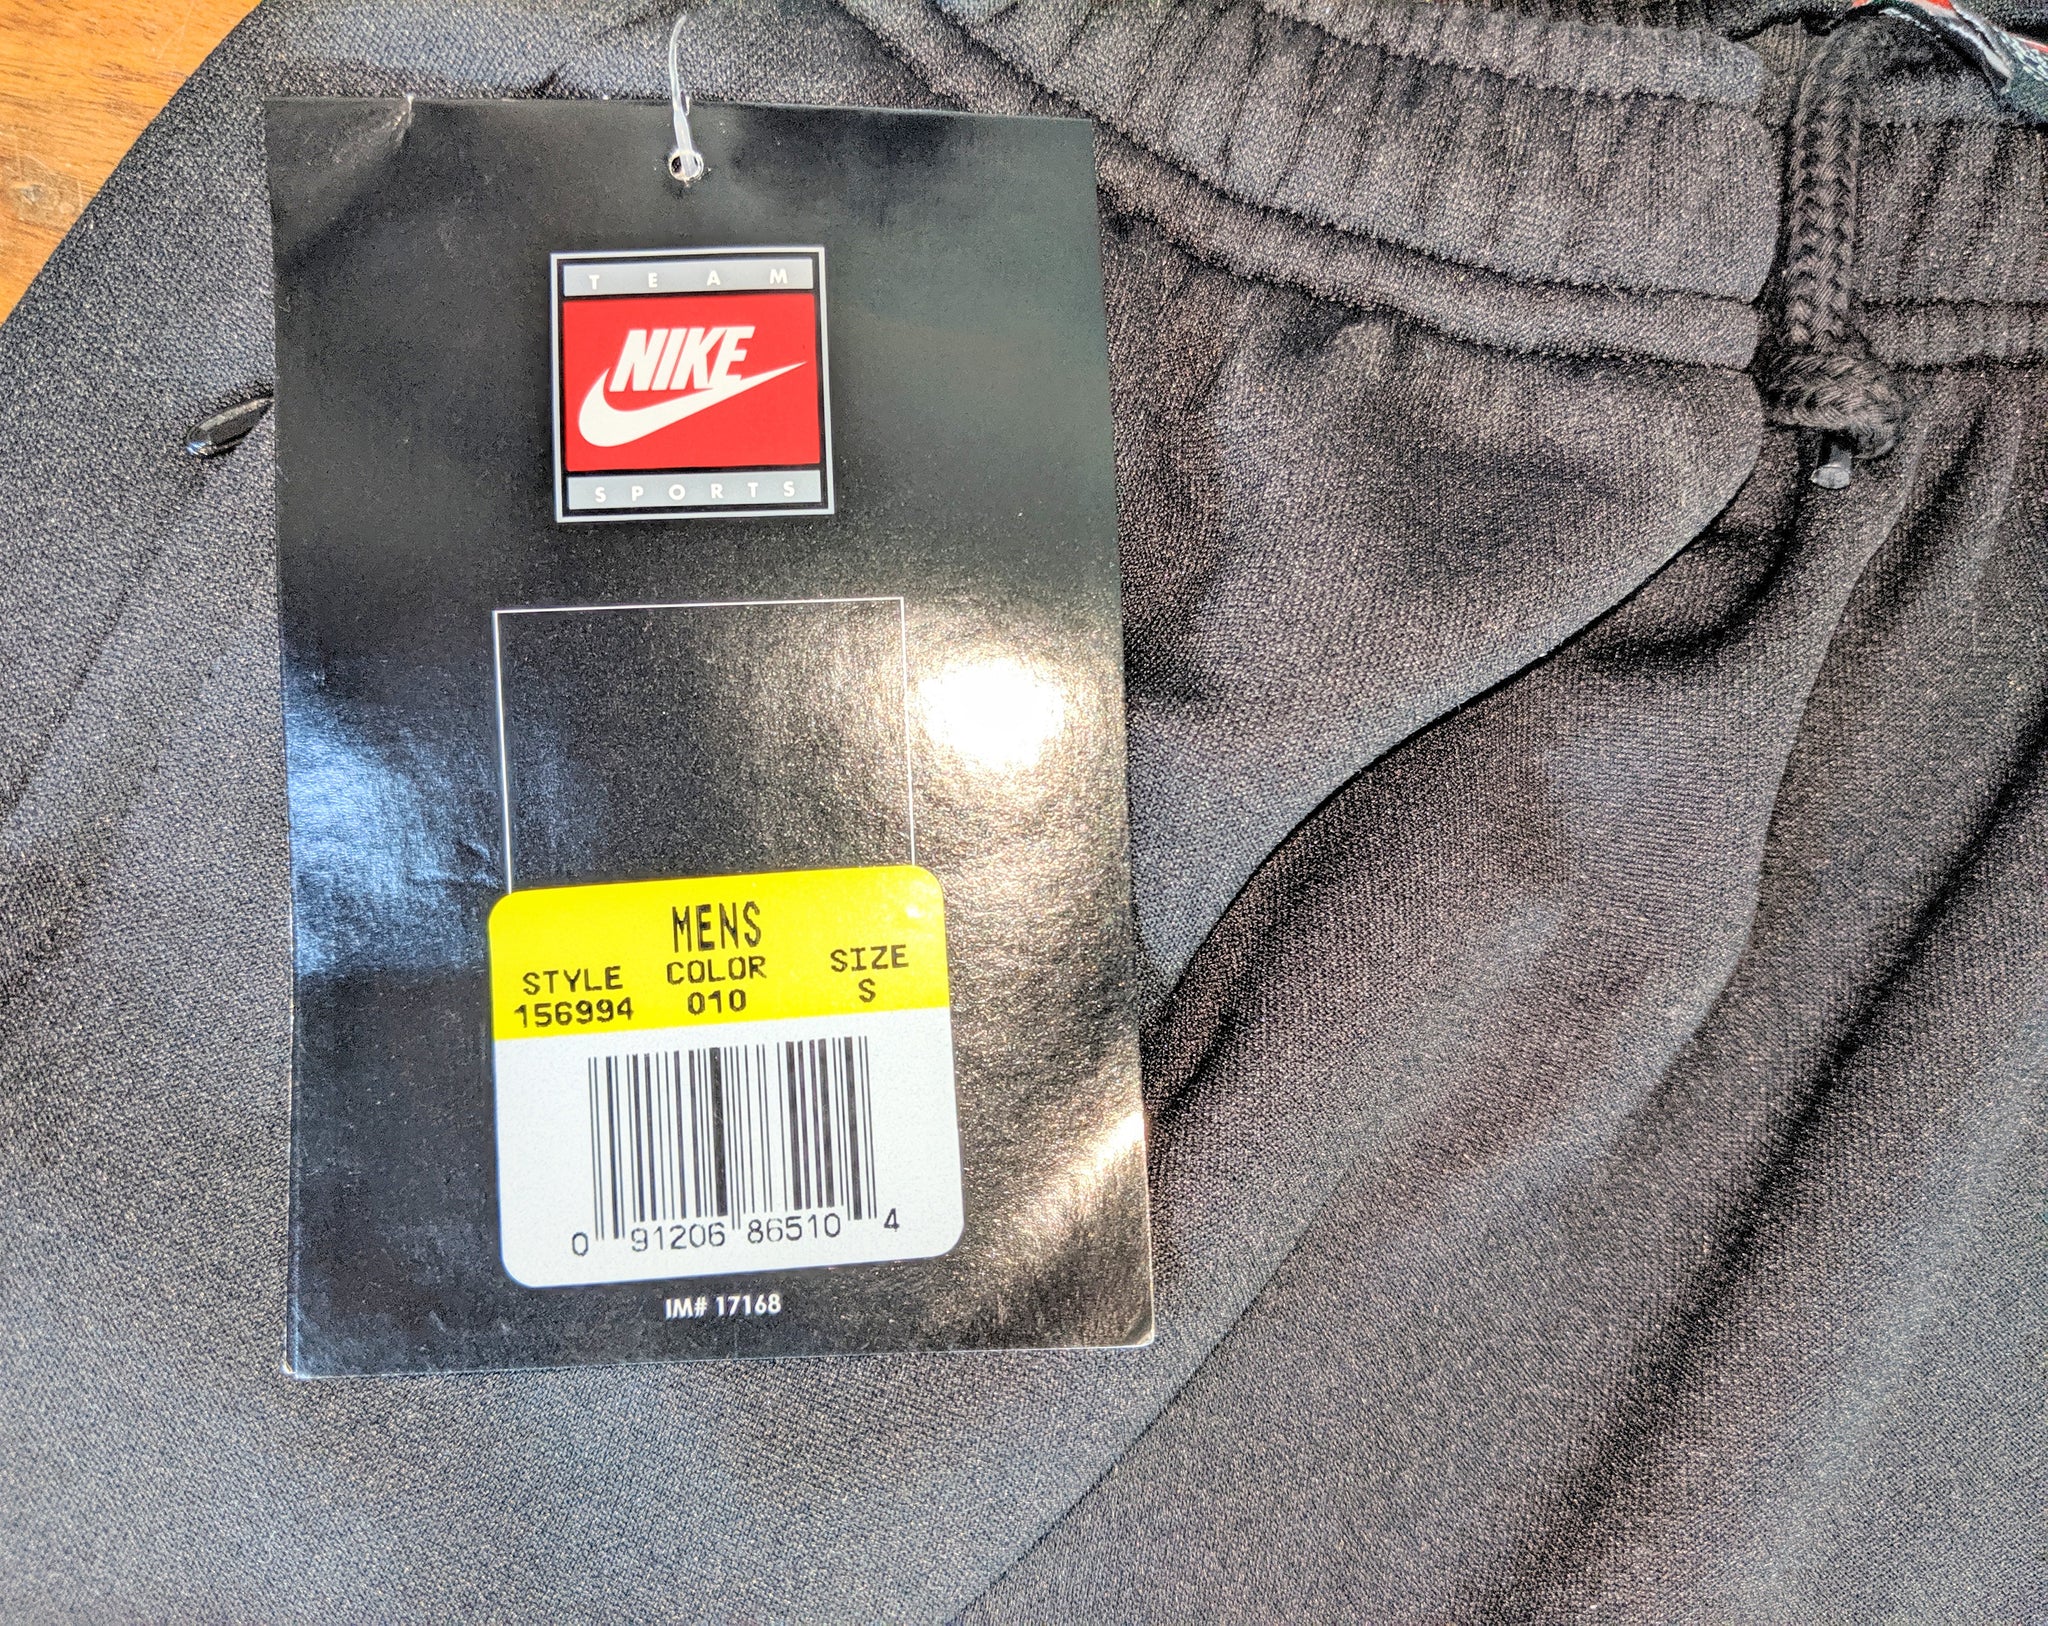 TEAM
NIKE
SPORTS
MENS
STYLE COLOR SIZE
156994 010 S
0 91206 86510 4
IM# 17168